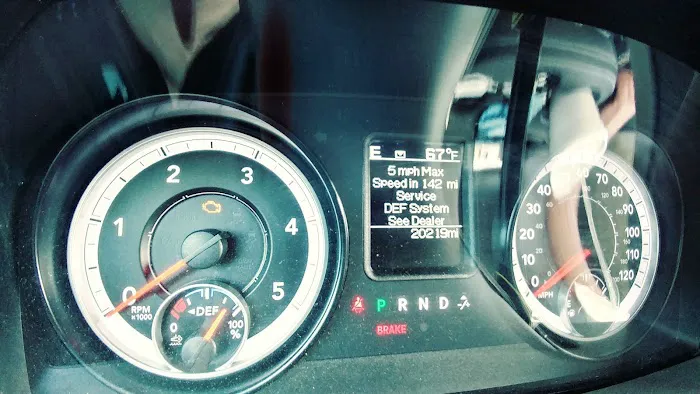 E 67°F
5 mph Max
Speed in 142 mi
Service
DEF System
See Dealer
20219mi
0 1 2 3 4 5
RPM
x1000
0 DEF 100
%
P R N D
BRAKE
0 10 20 30 40 70 80 90 100 110 120
MPH